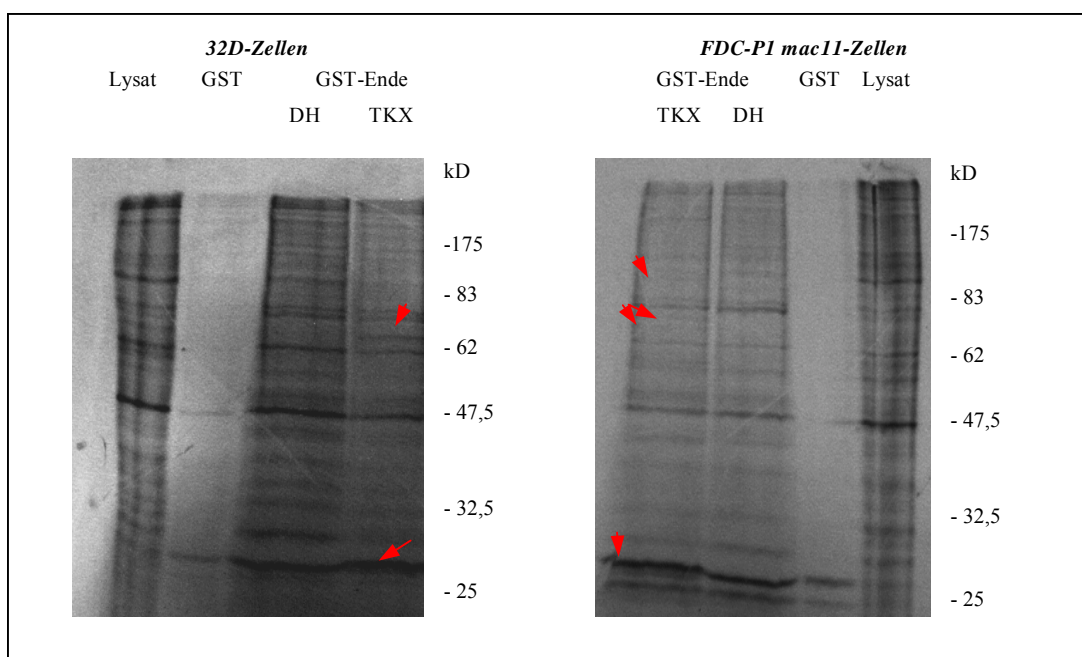 32D-Zellen
Lysat GST GST-Ende
DH TKX
kD
-175
- 83
- 62
- 47,5
- 32,5
- 25
FDC-P1 mac11-Zellen
GST-Ende GST Lysat
TKX DH
kD
-175
- 83
- 62
- 47,5
- 32,5
- 25